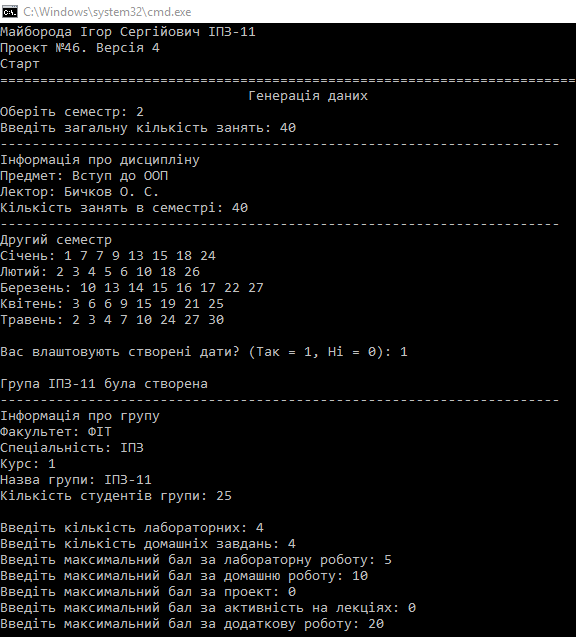 C:\Windows\system32\cmd.exe
Майборода Ігор Сергійович ІПЗ-11
Проект №46. Версія 4
Старт
========================================================================
Генерація даних
Оберіть семестр: 2
Введіть загальну кількість занять: 40
----------------------------------------------------------------------
Інформація про дисципліну
Предмет: Вступ до ООП
Лектор: Бичков О. С.
Кількість занять в семестрі: 40
----------------------------------------------------------------------
Другий семестр
Січень: 1 7 7 9 13 15 18 24
Лютий: 2 3 4 5 6 10 18 26
Березень: 10 13 14 15 16 17 22 27
Квітень: 3 6 6 9 15 19 21 25
Травень: 2 3 4 7 10 24 27 30
Вас влаштовують створені дати? (Так = 1, Ні = 0): 1
Група ІПЗ-11 була створена
----------------------------------------------------------------------
Інформація про групу
Факультет: ФІТ
Спеціальність: ІПЗ
Курс: 1
Назва групи: ІПЗ-11
Кількість студентів групи: 25
Введіть кількість лабораторних: 4
Введіть кількість домашніх завдань: 4
Введіть максимальний бал за лабораторну роботу: 5
Введіть максимальний бал за домашню роботу: 10
Введіть максимальний бал за проект: 0
Введіть максимальний бал за активність на лекціях: 0
Введіть максимальний бал за додаткову роботу: 20